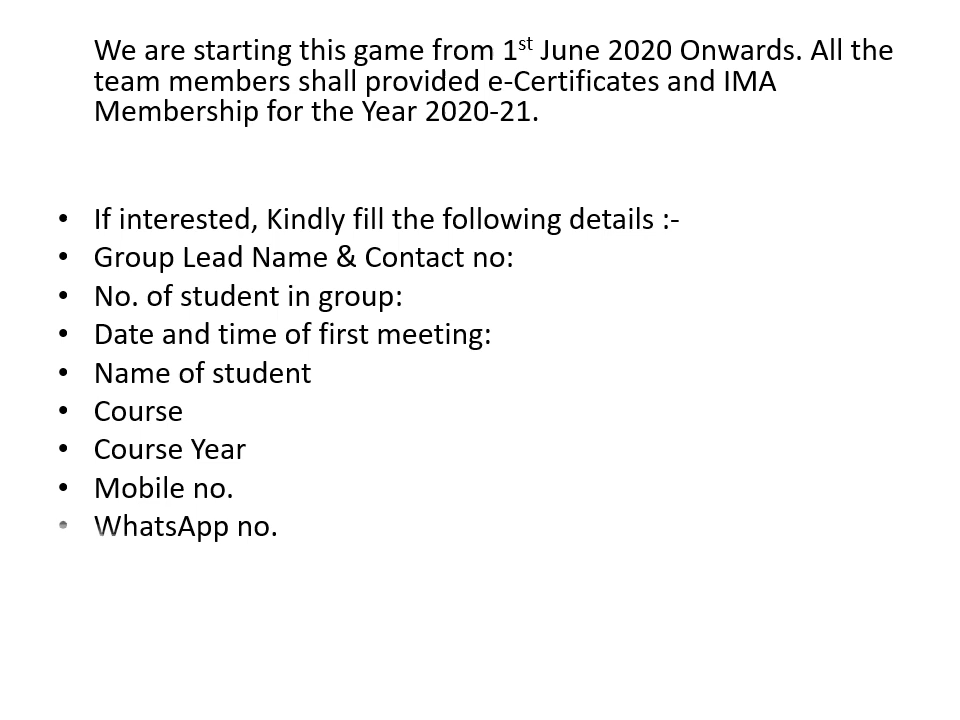 We are starting this game from 1st June 2020 Onwards. All the
team members shall provided e-Certificates and IMA
Membership for the Year 2020-21.
• If interested, Kindly fill the following details :-
• Group Lead Name & Contact no:
• No. of student in group:
• Date and time of first meeting:
• Name of student
• Course
• Course Year
• Mobile no.
• WhatsApp no.